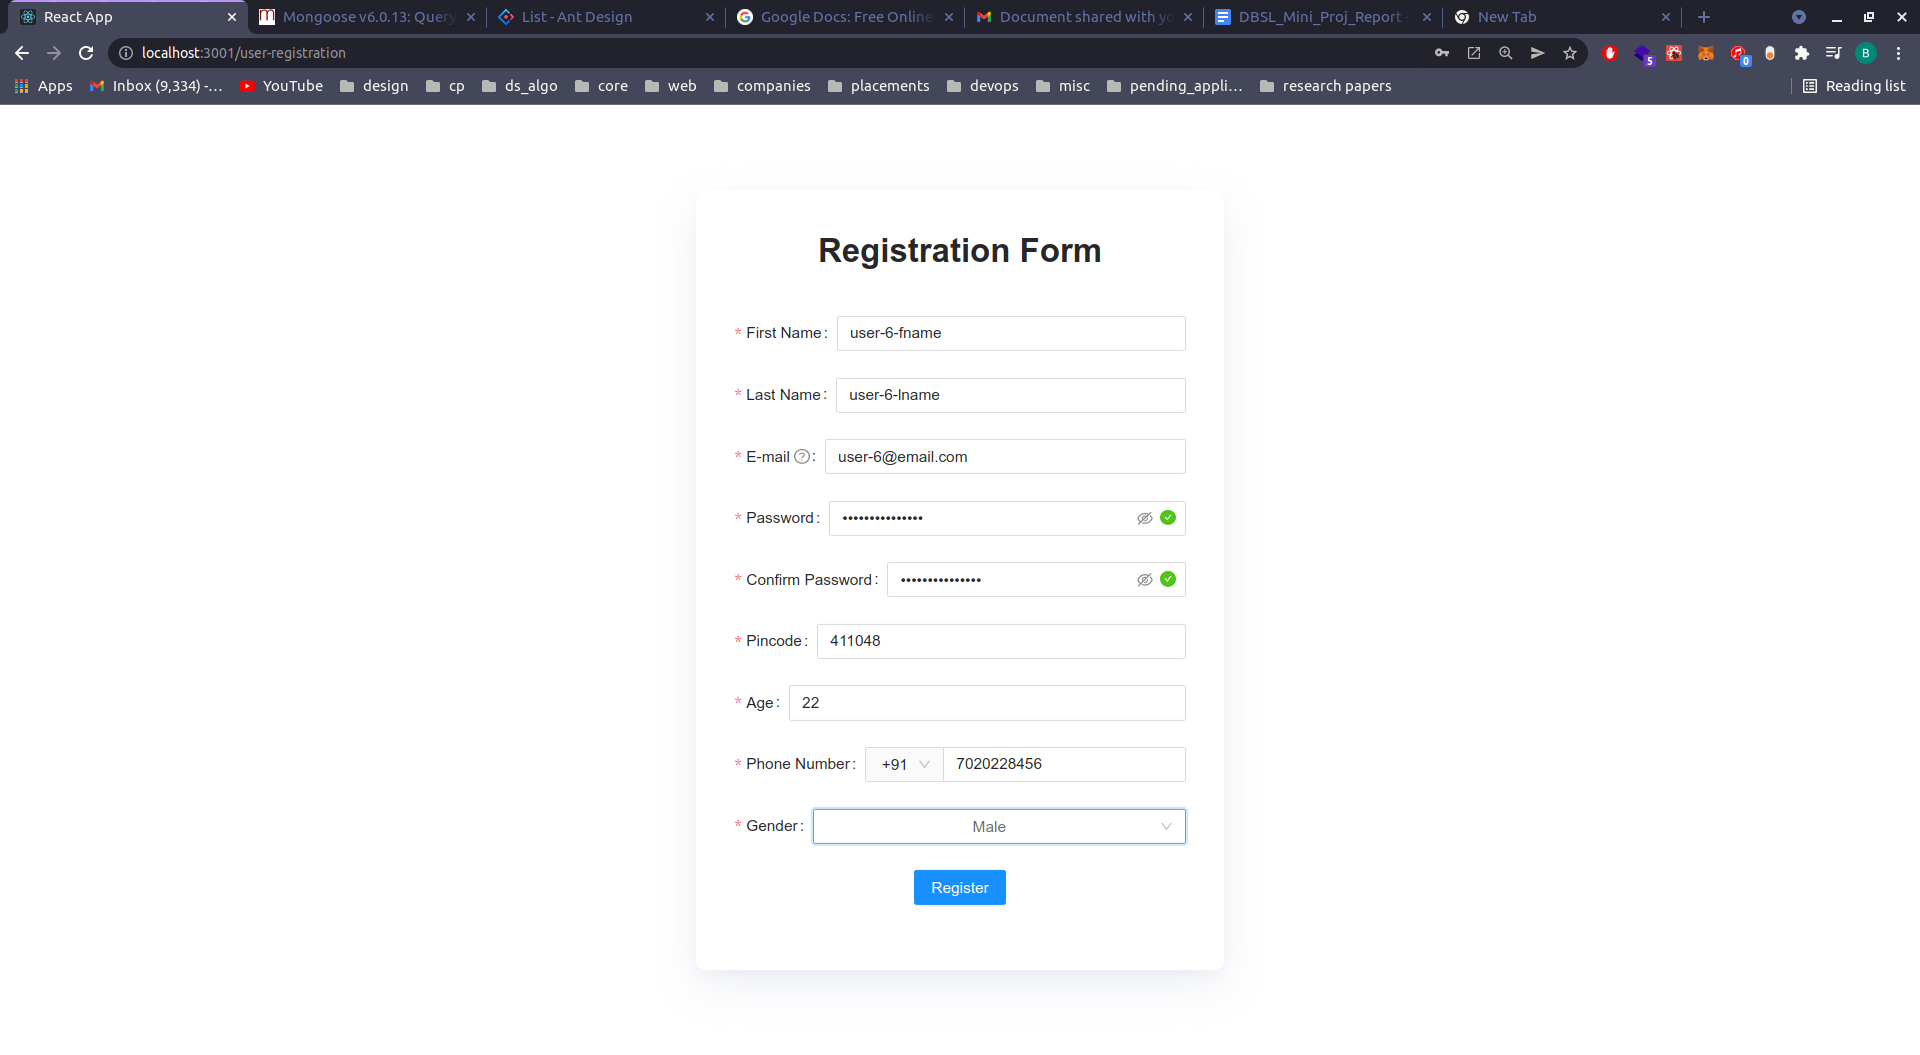 React App
Mongoose v6.0.13: Query
List - Ant Design
Google Docs: Free Online
Document shared with yo
DBSL_Mini_Proj_Report -
New Tab
localhost:3001/user-registration
5
0
B
Apps
Inbox (9,334) -...
YouTube
design
cp
ds_algo
core
web
companies
placements
devops
misc
pending_appli...
research papers
Reading list
Registration Form
* First Name : user-6-fname
* Last Name : user-6-lname
* E-mail ? : user-6@email.com
* Password : •••••••••••••••
* Confirm Password : •••••••••••••••
* Pincode : 411048
* Age : 22
* Phone Number : +91 7020228456
* Gender : Male
Register